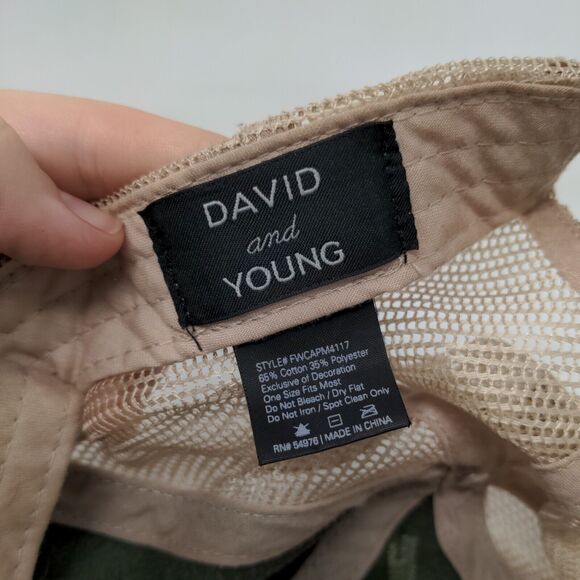 DAVID
and
YOUNG
STYLE# FWCAPM4117
65% Cotton 35% Polyester
Exclusive of Decoration
One Size Fits Most
Do Not Bleach / Dry Flat
Do Not Iron / Spot Clean Only
RN# 54976 MADE IN CHINA